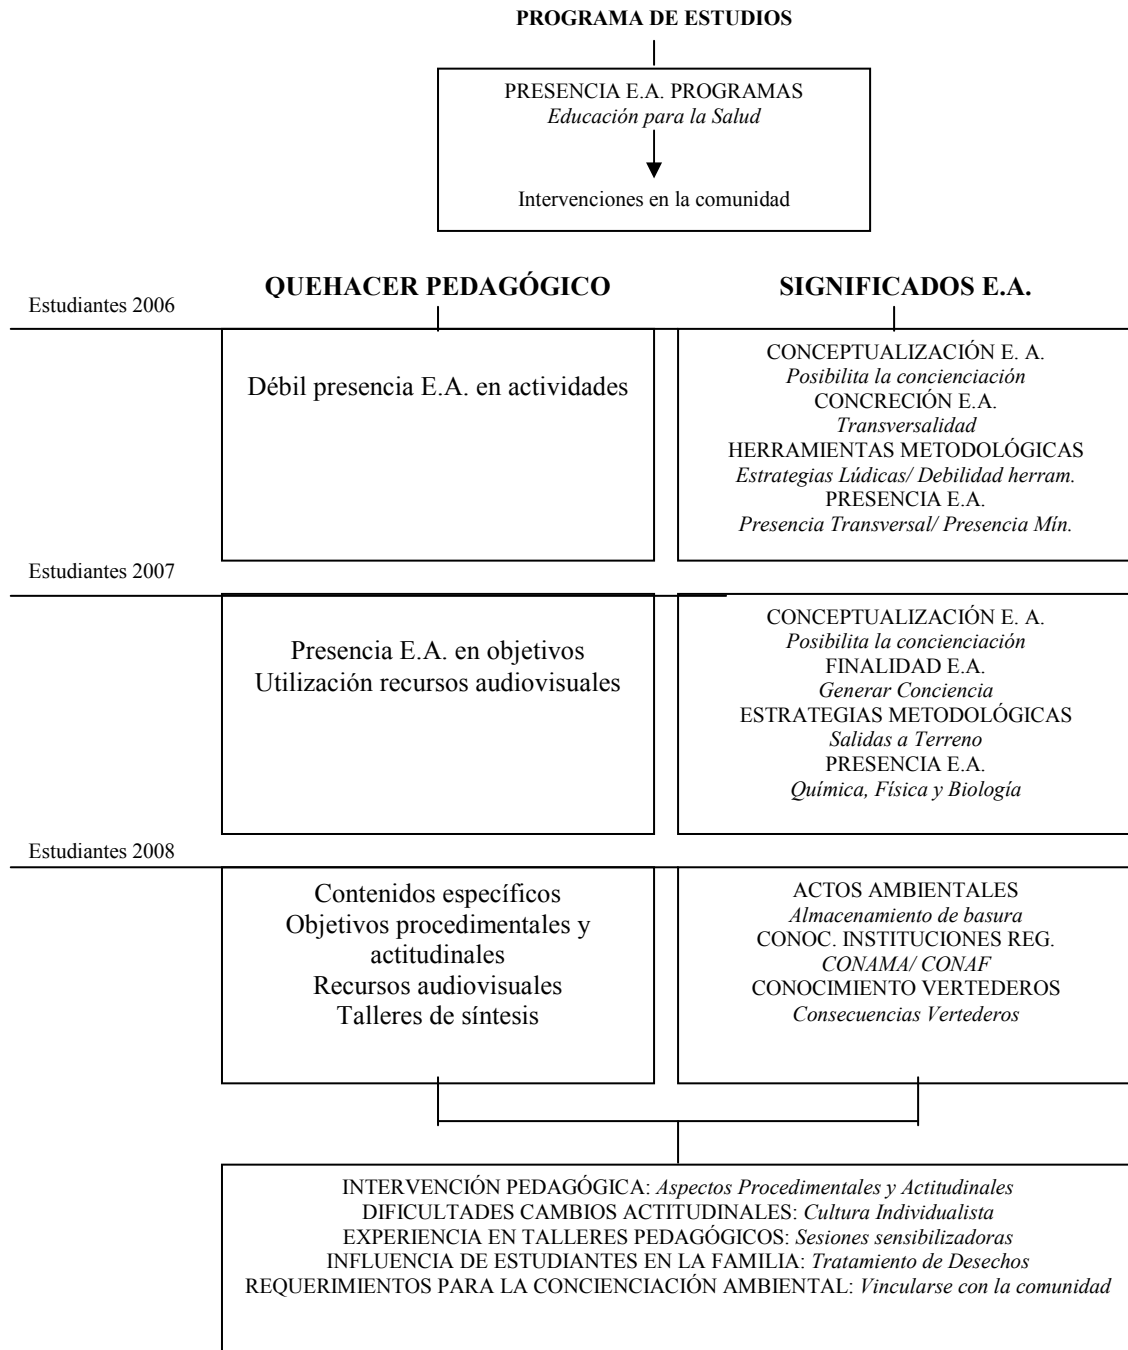 PROGRAMA DE ESTUDIOS
PRESENCIA E.A. PROGRAMAS
Educación para la Salud
Intervenciones en la comunidad
QUEHACER PEDAGÓGICO
SIGNIFICADOS E.A.
Estudiantes 2006
Débil presencia E.A. en actividades
CONCEPTUALIZACIÓN E. A.
Posibilita la concienciación
CONCRECIÓN E.A.
Transversalidad
HERRAMIENTAS METODOLÓGICAS
Estrategias Lúdicas/ Debilidad herram.
PRESENCIA E.A.
Presencia Transversal/ Presencia Mín.
Estudiantes 2007
Presencia E.A. en objetivos
Utilización recursos audiovisuales
CONCEPTUALIZACIÓN E. A.
Posibilita la concienciación
FINALIDAD E.A.
Generar Conciencia
ESTRATEGIAS METODOLÓGICAS
Salidas a Terreno
PRESENCIA E.A.
Química, Física y Biología
Estudiantes 2008
Contenidos específicos
Objetivos procedimentales y
actitudinales
Recursos audiovisuales
Talleres de síntesis
ACTOS AMBIENTALES
Almacenamiento de basura
CONOC. INSTITUCIONES REG.
CONAMA/ CONAF
CONOCIMIENTO VERTEDEROS
Consecuencias Vertederos
INTERVENCIÓN PEDAGÓGICA: Aspectos Procedimentales y Actitudinales
DIFICULTADES CAMBIOS ACTITUDINALES: Cultura Individualista
EXPERIENCIA EN TALLERES PEDAGÓGICOS: Sesiones sensibilizadoras
INFLUENCIA DE ESTUDIANTES EN LA FAMILIA: Tratamiento de Desechos
REQUERIMIENTOS PARA LA CONCIENCIACIÓN AMBIENTAL: Vincularse con la comunidad